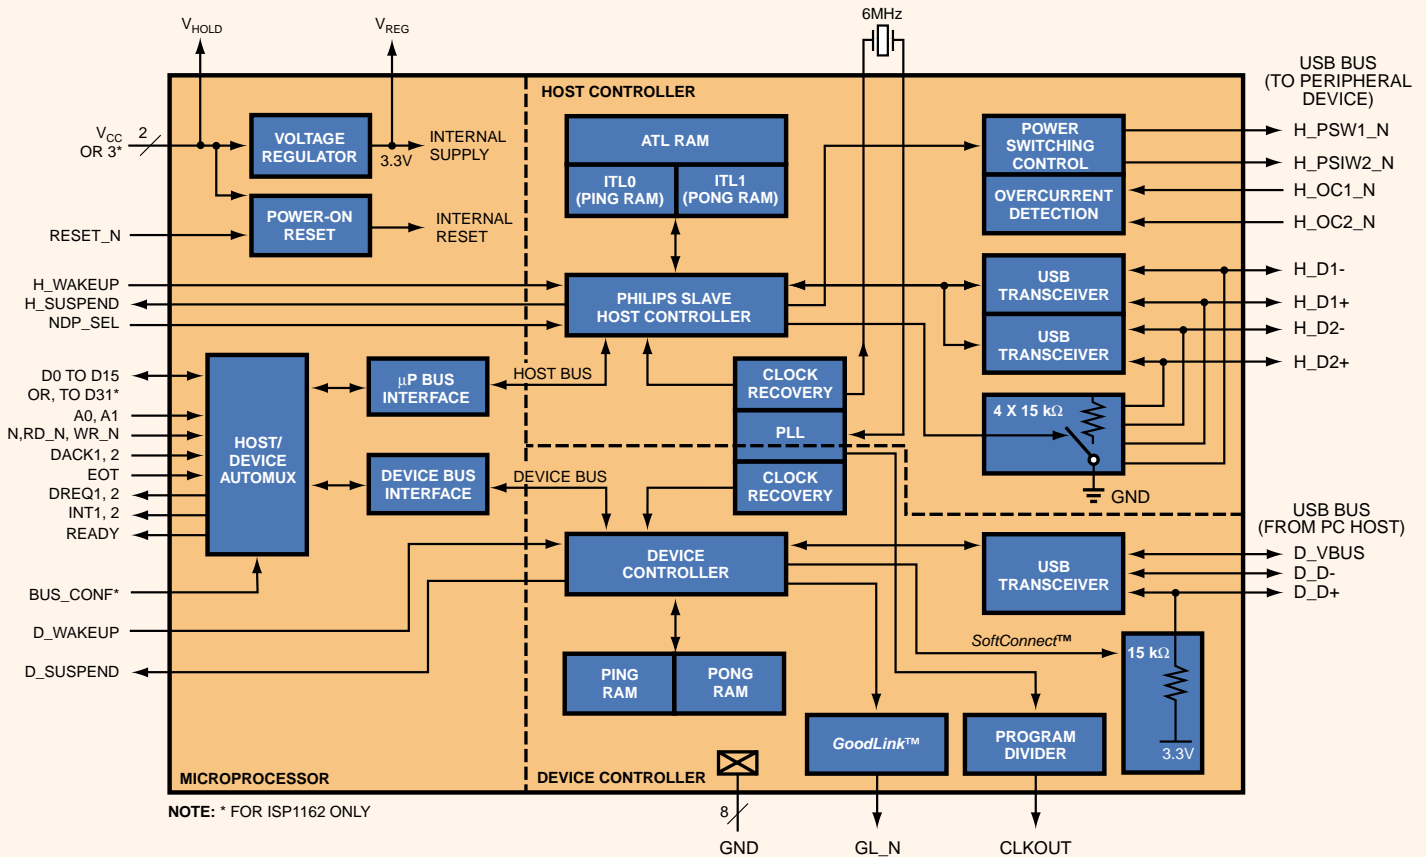 6MHz
V_HOLD
V_REG
USB BUS
(TO PERIPHERAL
DEVICE)
HOST CONTROLLER
V_CC
OR 3*
2
VOLTAGE
REGULATOR
3.3V
INTERNAL
SUPPLY
POWER-ON
RESET
INTERNAL
RESET
RESET_N
ATL RAM
ITL0
(PING RAM)
ITL1
(PONG RAM)
POWER
SWITCHING
CONTROL
OVERCURRENT
DETECTION
H_PSW1_N
H_PSIW2_N
H_OC1_N
H_OC2_N
H_WAKEUP
H_SUSPEND
NDP_SEL
PHILIPS SLAVE
HOST CONTROLLER
USB
TRANSCEIVER
USB
TRANSCEIVER
H_D1-
H_D1+
H_D2-
H_D2+
D0 TO D15
OR, TO D31*
A0, A1
N,RD_N, WR_N
DACK1, 2
EOT
DREQ1, 2
INT1, 2
READY
BUS_CONF*
HOST/
DEVICE
AUTOMUX
µP BUS
INTERFACE
HOST BUS
DEVICE BUS
INTERFACE
DEVICE BUS
CLOCK
RECOVERY
PLL
CLOCK
RECOVERY
4 X 15 kΩ
GND
USB BUS
(FROM PC HOST)
DEVICE
CONTROLLER
USB
TRANSCEIVER
D_VBUS
D_D-
D_D+
D_WAKEUP
D_SUSPEND
SoftConnect™
15 kΩ
3.3V
PING
RAM
PONG
RAM
GoodLink™
PROGRAM
DIVIDER
MICROPROCESSOR
DEVICE CONTROLLER
NOTE: * FOR ISP1162 ONLY
8
GND
GL_N
CLKOUT